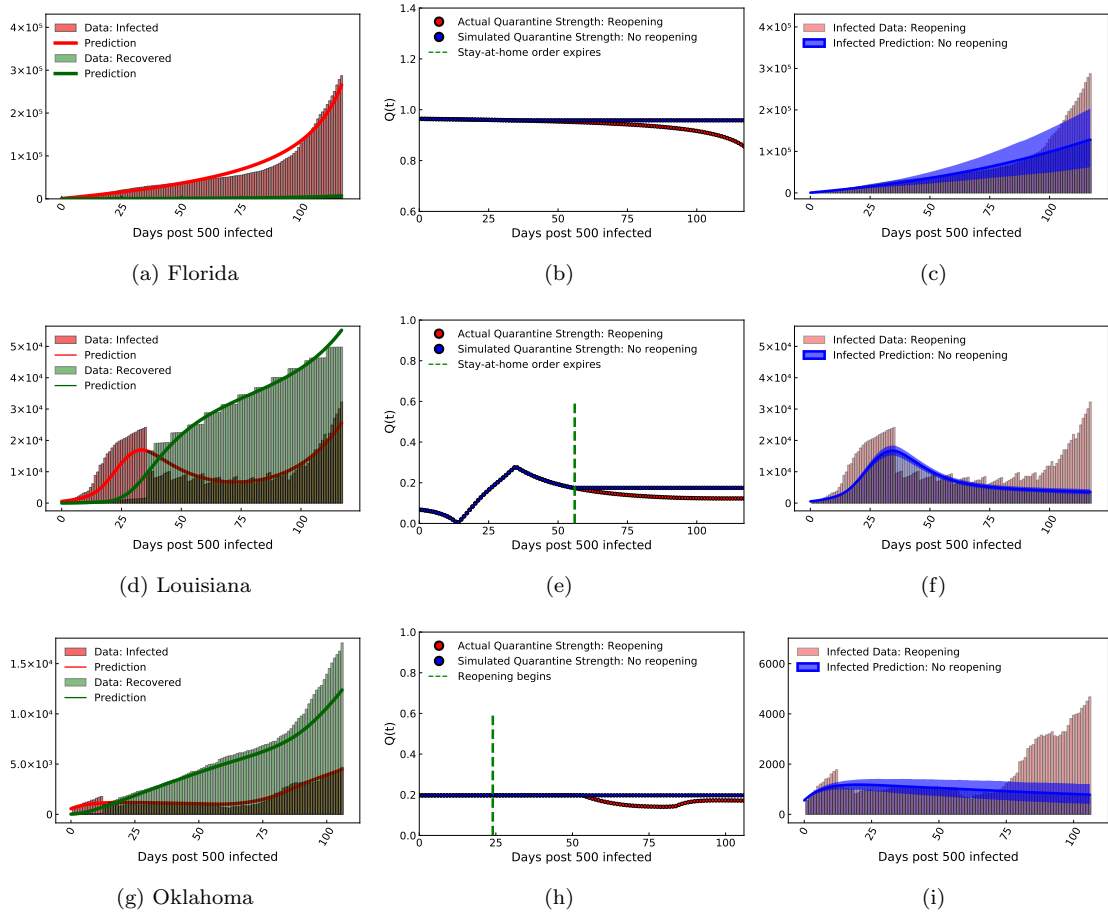 4×10⁵
3×10⁵
2×10⁵
1×10⁵
0
Data: Infected
Prediction
Data: Recovered
Prediction
0
25
50
75
100
Days post 500 infected
(a) Florida
1.4
1.2
1.0
0.8
0.6
Q(t)
Actual Quarantine Strength: Reopening
Simulated Quarantine Strength: No reopening
Stay-at-home order expires
0
25
50
75
100
Days post 500 infected
(b)
4×10⁵
3×10⁵
2×10⁵
1×10⁵
0
Infected Data: Reopening
Infected Prediction: No reopening
0
25
50
75
100
Days post 500 infected
(c)
5×10⁴
4×10⁴
3×10⁴
2×10⁴
1×10⁴
0
Data: Infected
Prediction
Data: Recovered
Prediction
0
25
50
75
100
Days post 500 infected
(d) Louisiana
1.0
0.8
0.6
0.4
0.2
0.0
Q(t)
Actual Quarantine Strength: Reopening
Simulated Quarantine Strength: No reopening
Stay-at-home order expires
0
25
50
75
100
Days post 500 infected
(e)
5×10⁴
4×10⁴
3×10⁴
2×10⁴
1×10⁴
0
Infected Data: Reopening
Infected Prediction: No reopening
0
25
50
75
100
Days post 500 infected
(f)
1.5×10⁴
1.0×10⁴
5.0×10³
0
Data: Infected
Prediction
Data: Recovered
Prediction
0
25
50
75
100
Days post 500 infected
(g) Oklahoma
1.0
0.8
0.6
0.4
0.2
0.0
Q(t)
Actual Quarantine Strength: Reopening
Simulated Quarantine Strength: No reopening
Reopening begins
0
25
50
75
100
Days post 500 infected
(h)
6000
4000
2000
1000
0
Infected Data: Reopening
Infected Prediction: No reopening
0
25
50
75
100
Days post 500 infected
(i)